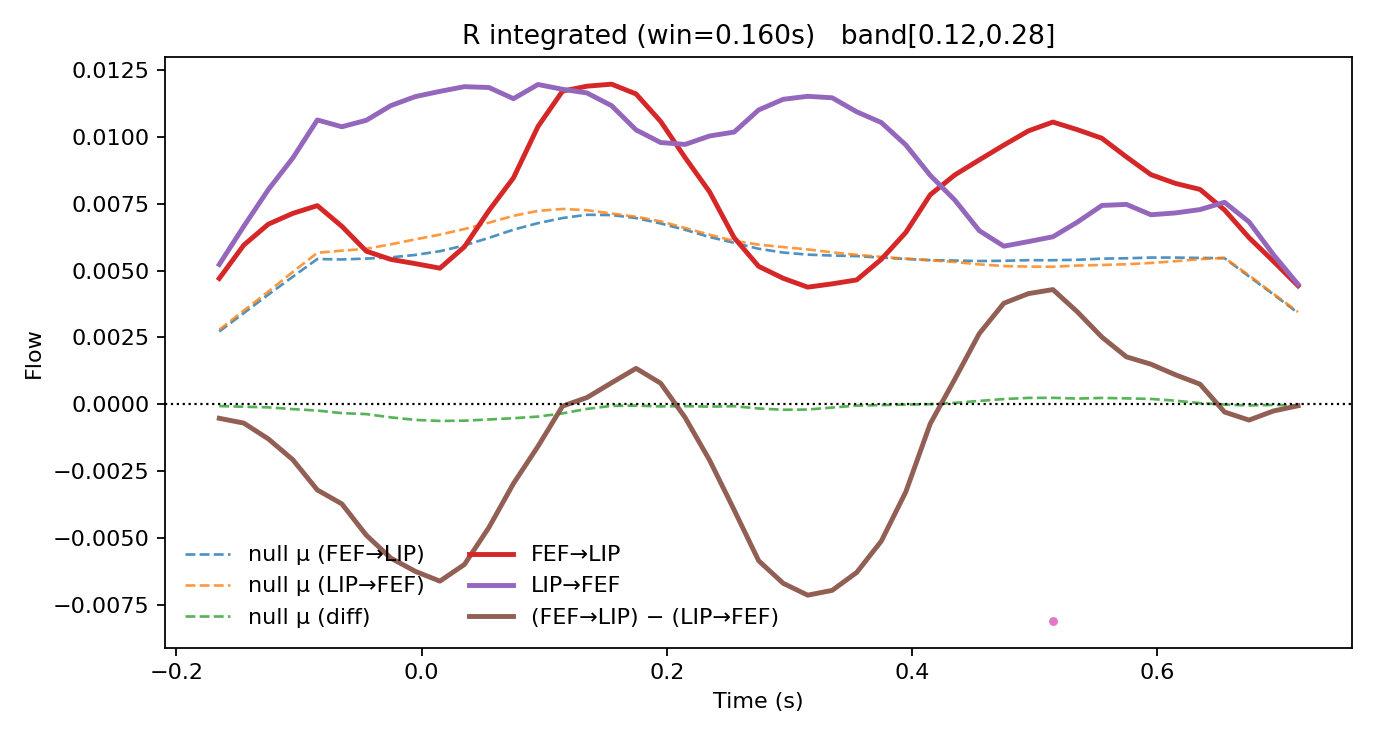 R integrated (win=0.160s)   band[0.12,0.28]
0.0125
0.0100
0.0075
0.0050
0.0025
0.0000
−0.0025
−0.0050
−0.0075
Flow
null μ (FEF→LIP)
null μ (LIP→FEF)
null μ (diff)
FEF→LIP
LIP→FEF
(FEF→LIP) − (LIP→FEF)
−0.2
0.0
0.2
0.4
0.6
Time (s)